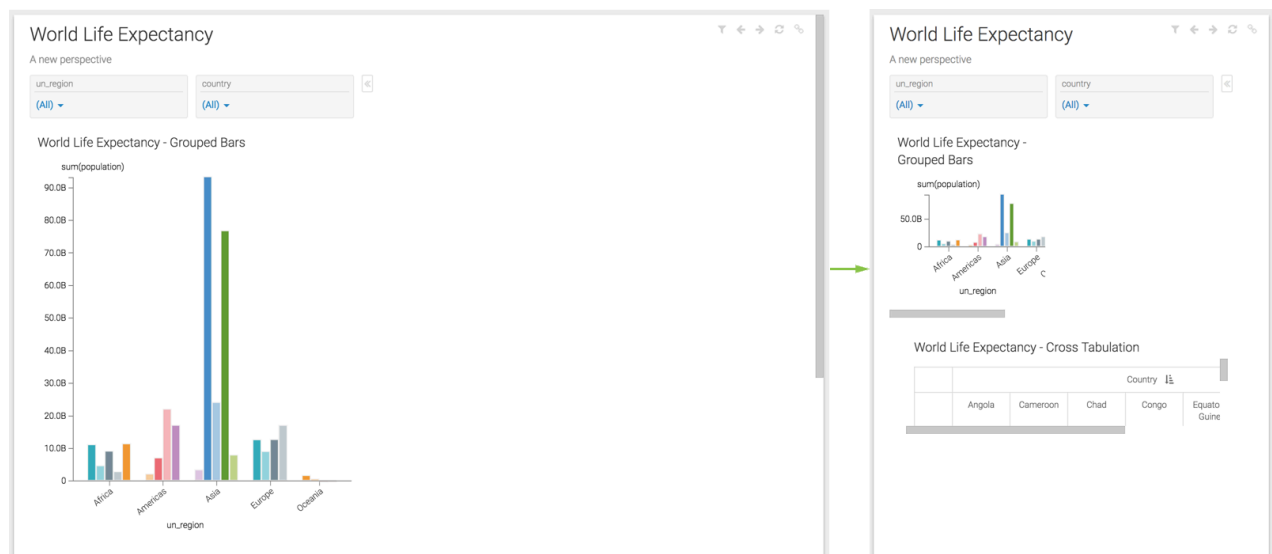 World Life Expectancy
A new perspective
un_region
country
(All)
(All)
World Life Expectancy - Grouped Bars
sum(population)
90.0B
80.0B
70.0B
60.0B
50.0B
40.0B
30.0B
20.0B
10.0B
0
Africa
Americas
Asia
Europe
Oceania
un_region
World Life Expectancy
A new perspective
un_region
country
(All)
(All)
World Life Expectancy -
Grouped Bars
sum(population)
50.0B
0
Africa
Americas
Asia
Europe
un_region
World Life Expectancy - Cross Tabulation
Country
Angola
Cameroon
Chad
Congo
Equato
Guine